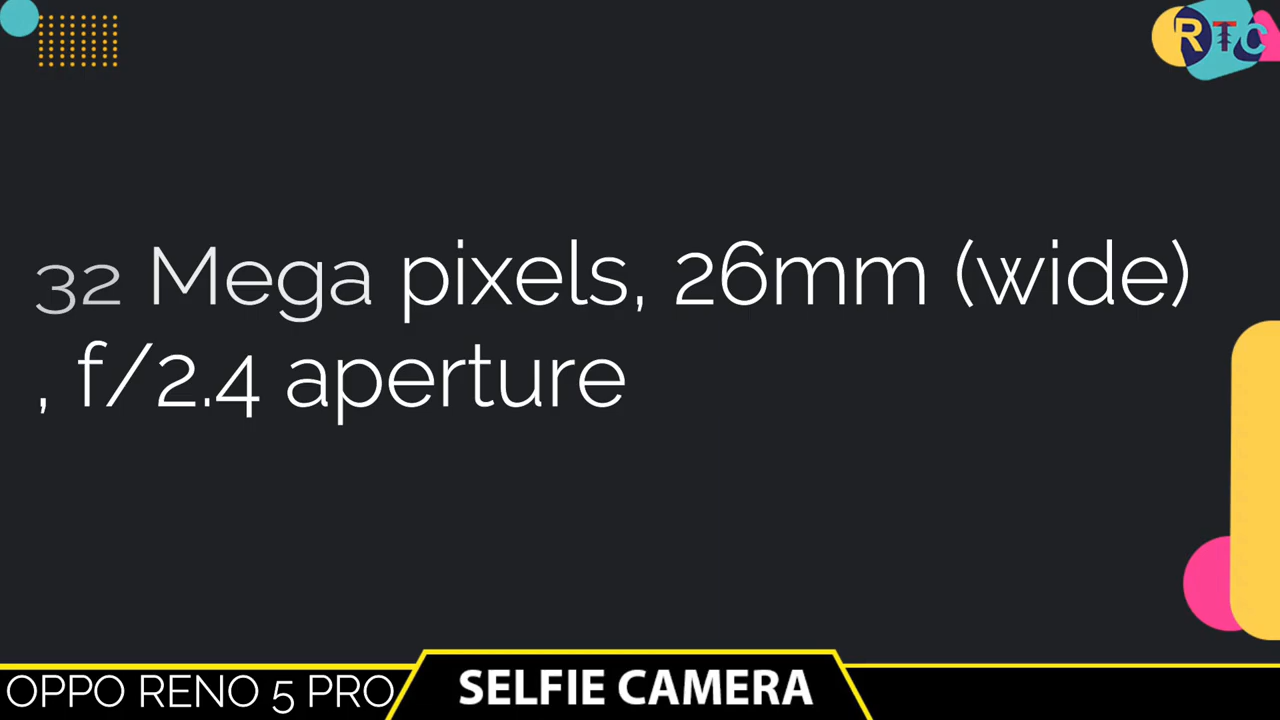 RTC
32 Mega pixels, 26mm (wide)
, f/2.4 aperture
OPPO RENO 5 PRO
SELFIE CAMERA